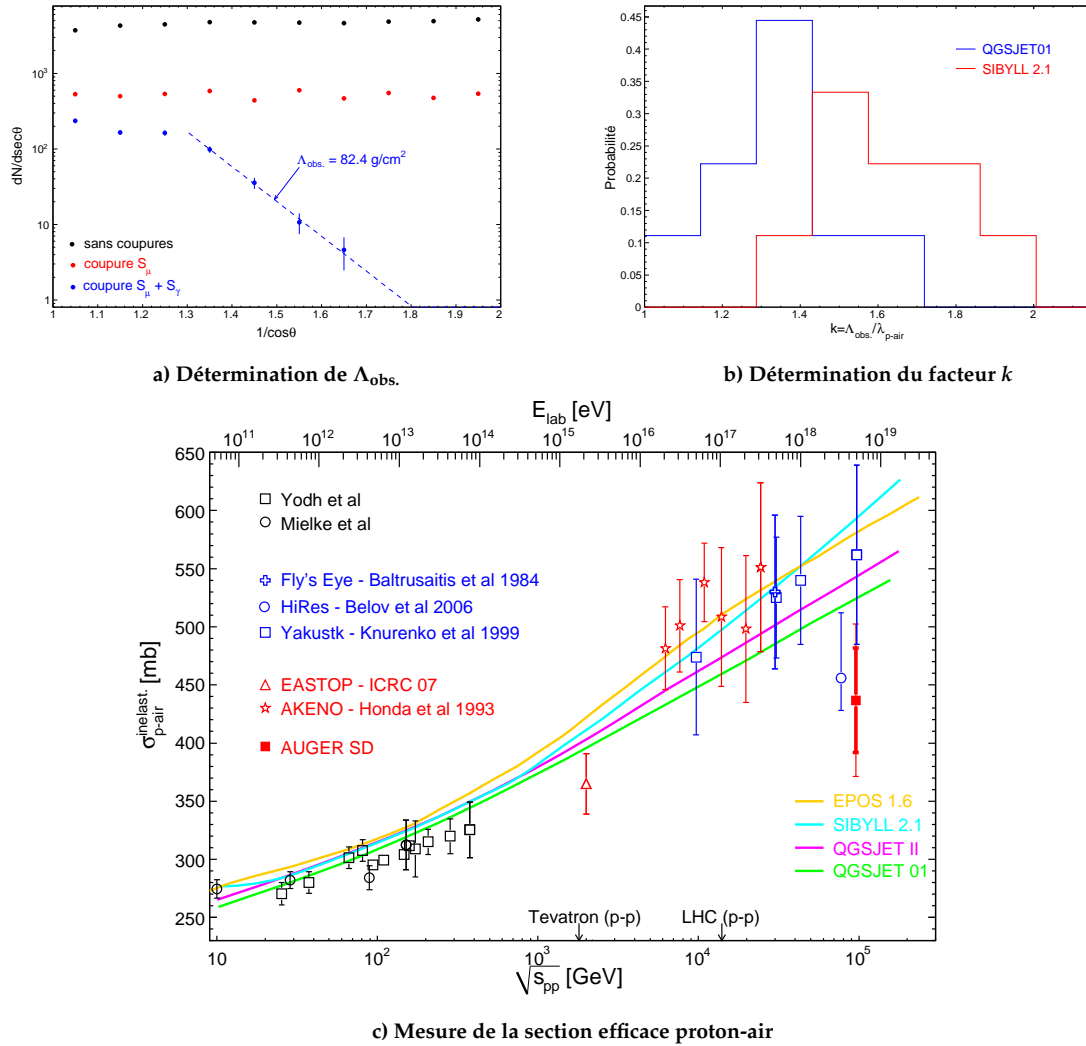 dN/dsecθ
10³
10²
10
1
Λobs. = 82.4 g/cm²
sans coupures
coupure Sμ
coupure Sμ + Sγ
1 1.1 1.2 1.3 1.4 1.5 1.6 1.7 1.8 1.9 2
1/cosθ
a) Détermination de Λobs.
Probabilité
0.45
0.4
0.35
0.3
0.25
0.2
0.15
0.1
0.05
0
QGSJET01
SIBYLL 2.1
1 1.2 1.4 1.6 1.8 2
k=Λobs./λp-air
b) Détermination du facteur k
Elab [eV]
10¹¹ 10¹² 10¹³ 10¹⁴ 10¹⁵ 10¹⁶ 10¹⁷ 10¹⁸ 10¹⁹
σinelast. p-air [mb]
650
600
550
500
450
400
350
300
250
Yodh et al
Mielke et al
Fly's Eye - Baltrusaitis et al 1984
HiRes - Belov et al 2006
Yakustk - Knurenko et al 1999
EASTOP - ICRC 07
AKENO - Honda et al 1993
AUGER SD
EPOS 1.6
SIBYLL 2.1
QGSJET II
QGSJET 01
Tevatron (p-p)
LHC (p-p)
10 10² 10³ 10⁴ 10⁵
√spp [GeV]
c) Mesure de la section efficace proton-air